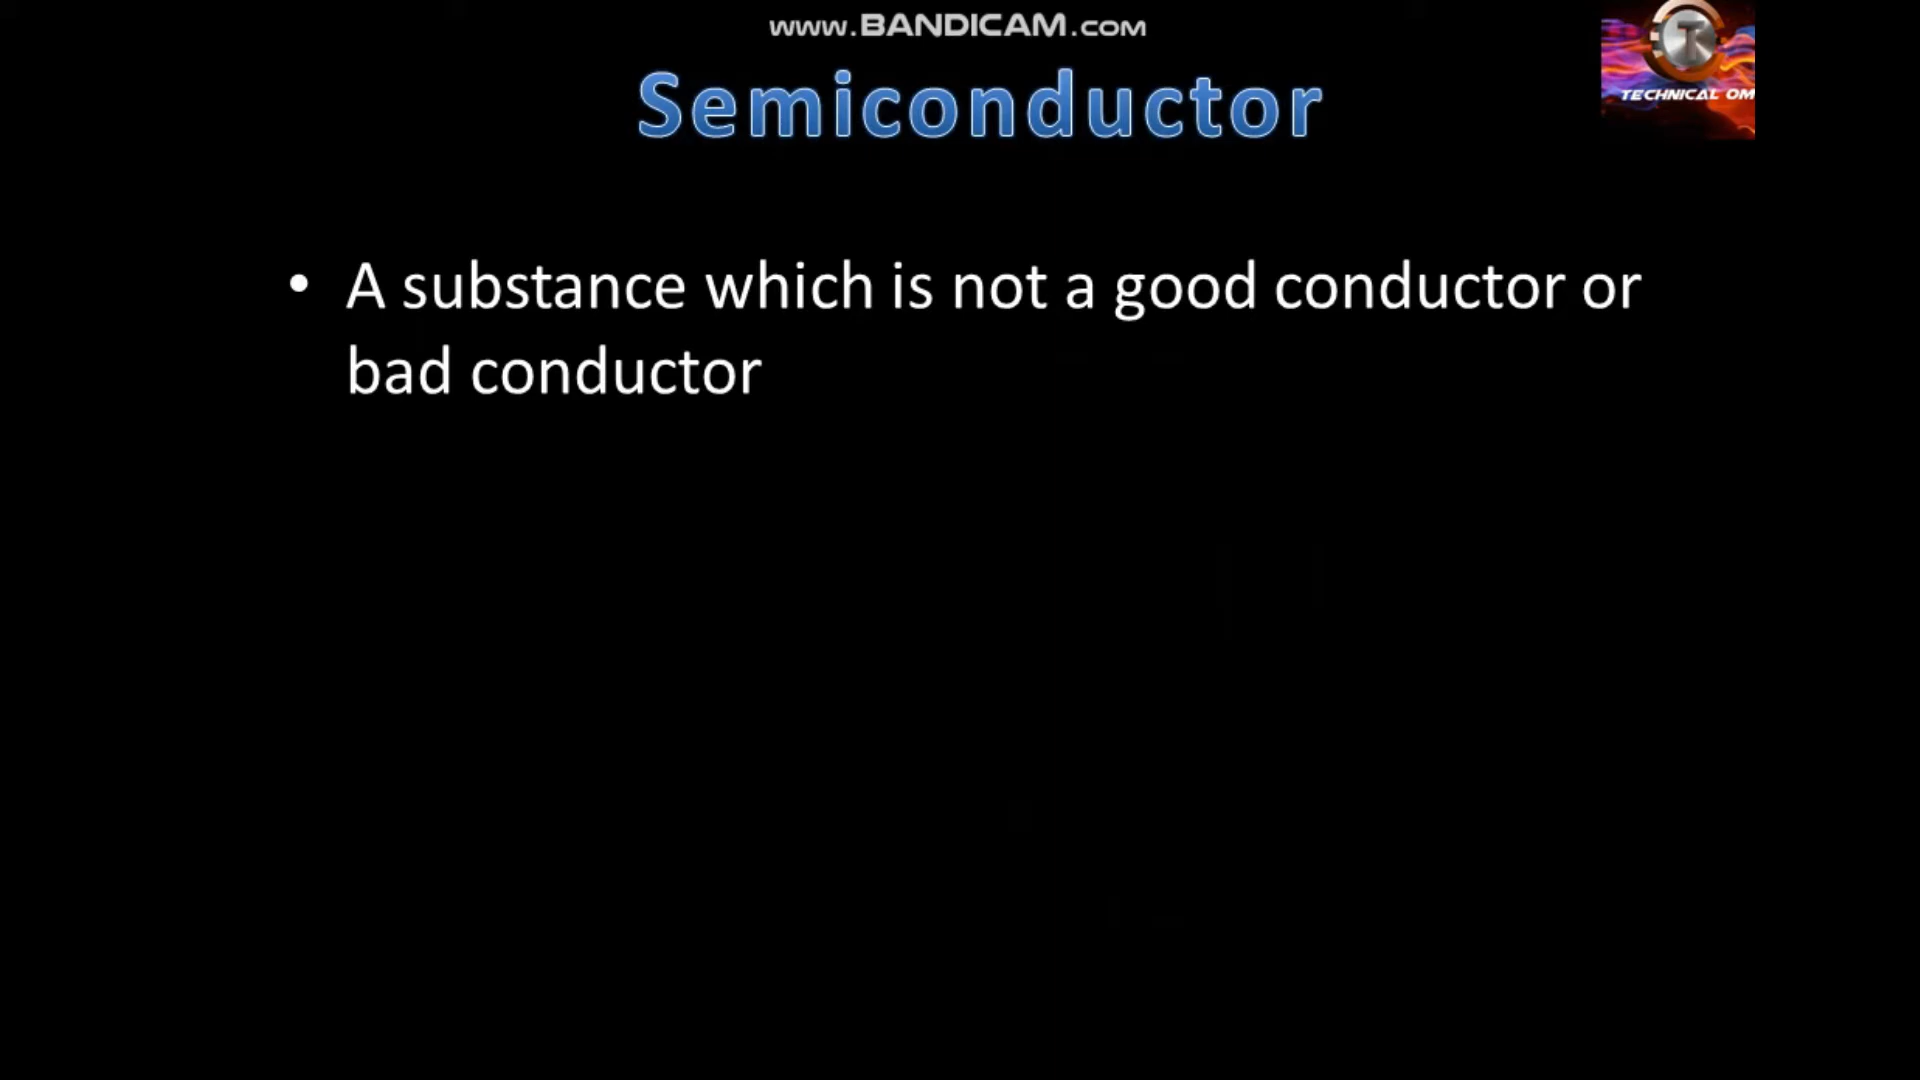 www.BANDICAM.com
TECHNICAL OM
Semiconductor
• A substance which is not a good conductor or
bad conductor